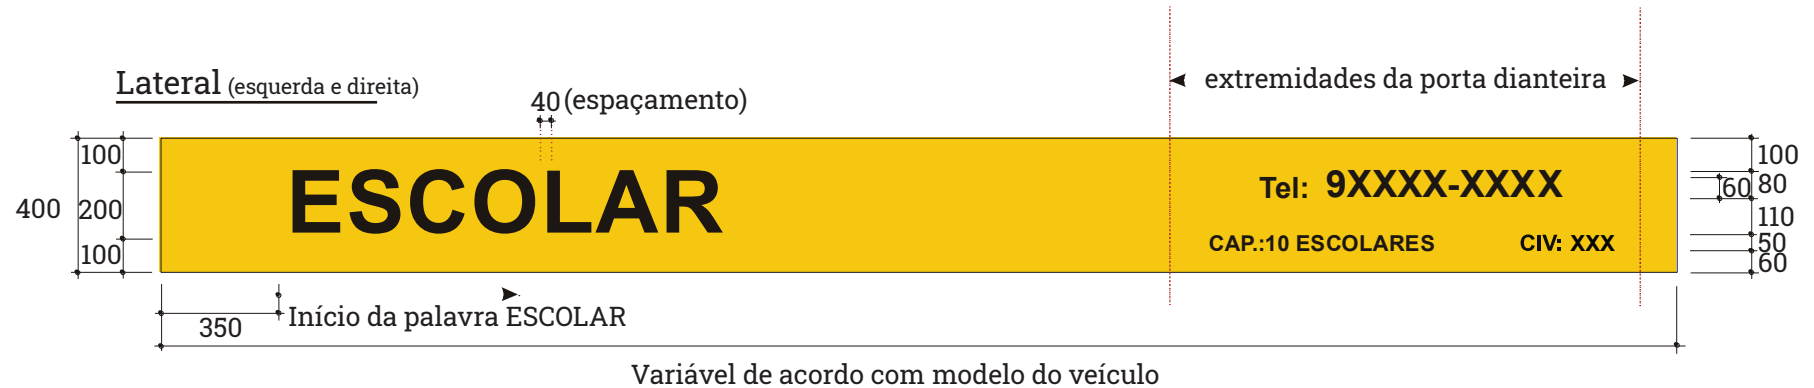 Lateral (esquerda e direita)
40 (espaçamento)
extremidades da porta dianteira
400
100
200
100
ESCOLAR
Tel: 9XXXX-XXXX
CAP.:10 ESCOLARES CIV: XXX
100
60
80
110
50
60
350
Início da palavra ESCOLAR
Variável de acordo com modelo do veículo